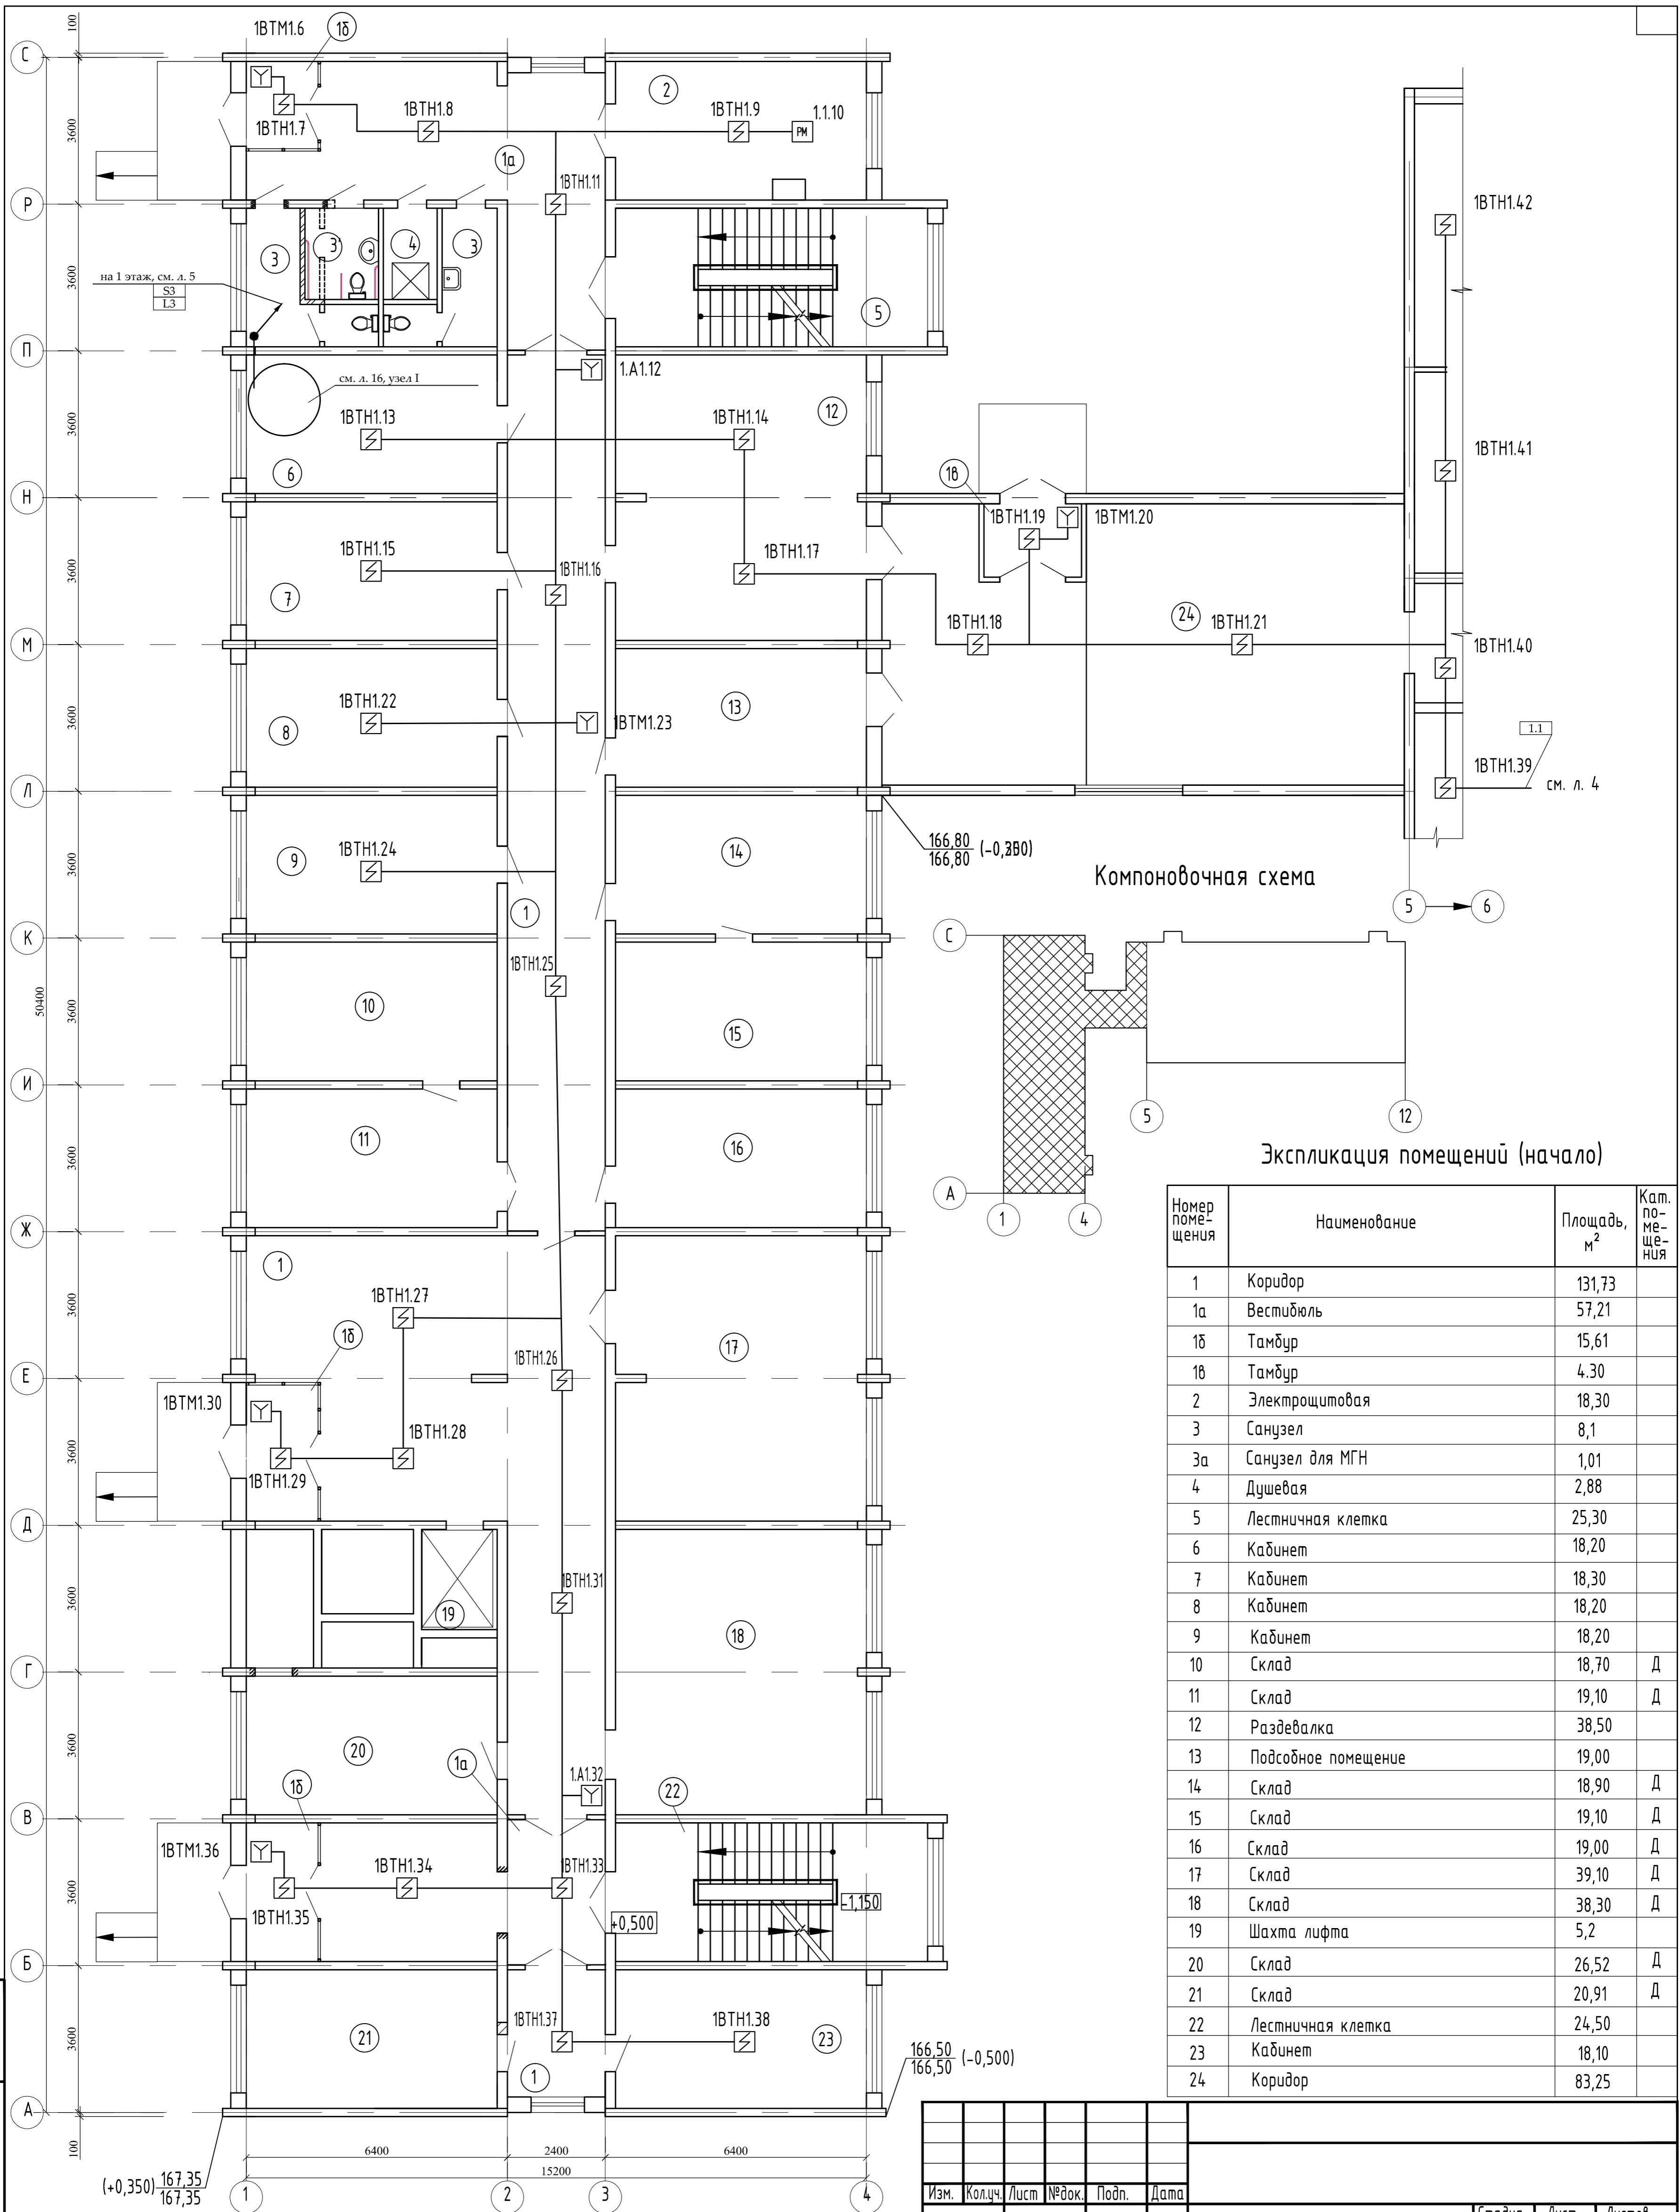 100
1ВТМ1.6
1б
С
2
1ВТН1.8
1ВТН1.9
1.1.10
РМ
1ВТН1.7
3600
1а
1ВТН1.11
Р
1ВТН1.42
3
3'
4
3
на 1 этаж, см. л. 5
S3
L3
3600
5
П
1.А1.12
см. л. 16, узел I
1ВТН1.13
1ВТН1.14
12
3600
6
1в
1ВТН1.41
Н
1ВТН1.19
1ВТМ1.20
1ВТН1.15
1ВТН1.16
1ВТН1.17
3600
7
24
1ВТН1.18
1ВТН1.21
М
1ВТН1.40
1ВТН1.22
13
3600
8
1ВТМ1.23
1.1
1ВТН1.39
см. л. 4
Л
166,80
166,80
9
1ВТН1.24
14
3600
Компоновочная схема
1
5
6
К
С
1ВТН1.25
50400
3600
10
15
И
5
12
3600
11
16
Экспликация помещений (начало)
А
1
4
Ж
Номер поме- щения
Наименование
Площадь, м²
Кат. по- ме- ще- ния
1 Коридор 131,73
1а Вестибюль 57,21
1б Тамбур 15,61
1в Тамбур 4.30
2 Электрощитовая 18,30
3 Санузел 8,1
3а Санузел для МГН 1,01
4 Душевая 2,88
5 Лестничная клетка 25,30
6 Кабинет 18,20
7 Кабинет 18,30
8 Кабинет 18,20
9 Кабинет 18,20
10 Склад 18,70 Д
11 Склад 19,10 Д
12 Раздевалка 38,50
13 Подсобное помещение 19,00
14 Склад 18,90 Д
15 Склад 19,10 Д
16 Склад 19,00 Д
17 Склад 39,10 Д
18 Склад 38,30 Д
19 Шахта лифта 5,2
20 Склад 26,52 Д
21 Склад 20,91 Д
22 Лестничная клетка 24,50
23 Кабинет 18,10
24 Коридор 83,25
1
1ВТН1.27
3600
1б
17
1ВТН1.26
Е
1ВТМ1.30
1ВТН1.28
3600
1ВТН1.29
Д
1ВТН1.31
3600
19
18
Г
3600
20
1а
1б
1.А1.32
22
В
1ВТМ1.36
1ВТН1.34
1ВТН1.33
3600
1ВТН1.35
-1,150
+0,500
Б
1ВТН1.37
1ВТН1.38
3600
21
23
166,50 (-0,500)
166,50
1
А
100
6400
2400
6400
15200
(+0,350) 167,35
167,35
1
2
3
4
Изм. Кол.уч. Лист №док. Подп. Дата